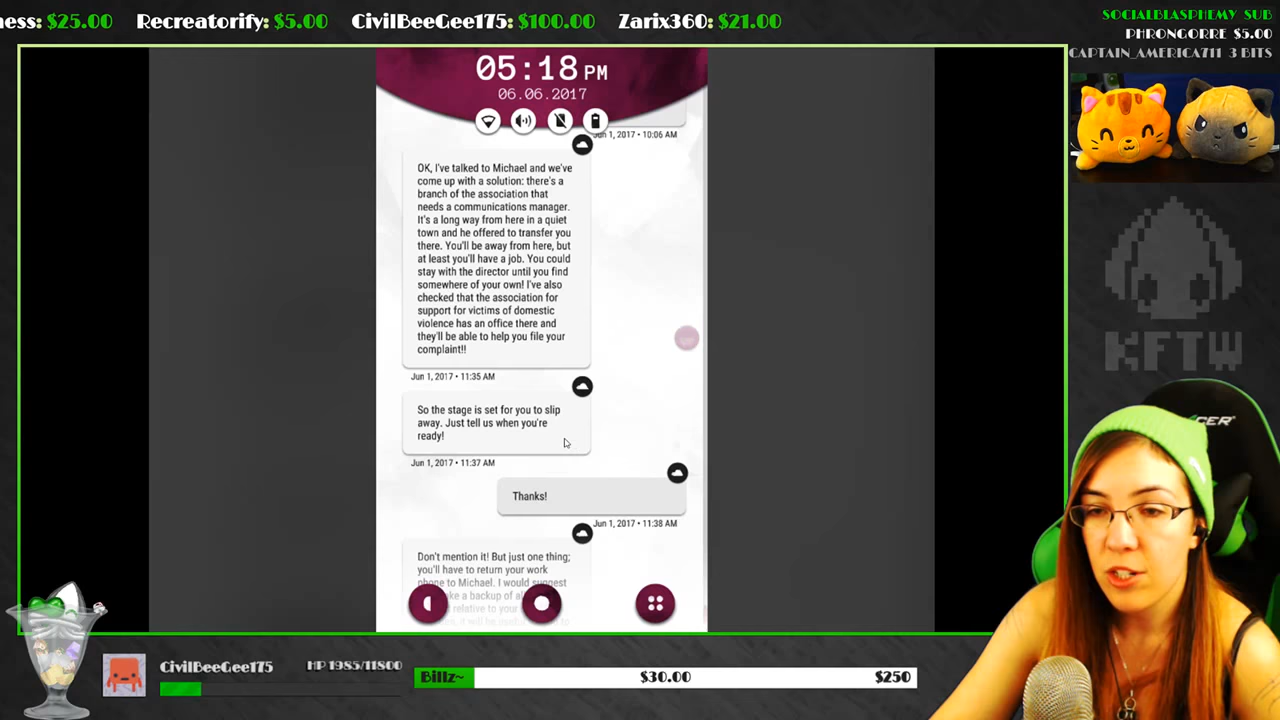 ness: $25.00 Recreatorify: $5.00 CivilBeeGee175: $100.00 Zarix360: $21.00
SOCIALBLASPHEMY SUB
PHRONGORRE $5.00
CAPTAIN_AMERICA711 3 BITS
05:18 PM
06.06.2017
Jun 1, 2017 • 10:06 AM
OK, I've talked to Michael and we've
come up with a solution: there's a
branch of the association that
needs a communications manager.
It's a long way from here in a quiet
town and he offered to transfer you
there. You'll be away from here, but
at least you'll have a job. You could
stay with the director until you find
somewhere of your own! I've also
checked that the association for
support for victims of domestic
violence has an office there and
they'll be able to help you file your
complaint!!
Jun 1, 2017 • 11:35 AM
So the stage is set for you to slip
away. Just tell us when you're
ready!
Jun 1, 2017 • 11:37 AM
Thanks!
Jun 1, 2017 • 11:38 AM
Don't mention it! But just one thing;
you'll have to return your work
phone to Michael. I would suggest
a backup of
relative to your
it will be
KFTW
CER
CivilBeeGee175 HP 1985/11800
Billz~ $30.00 $250